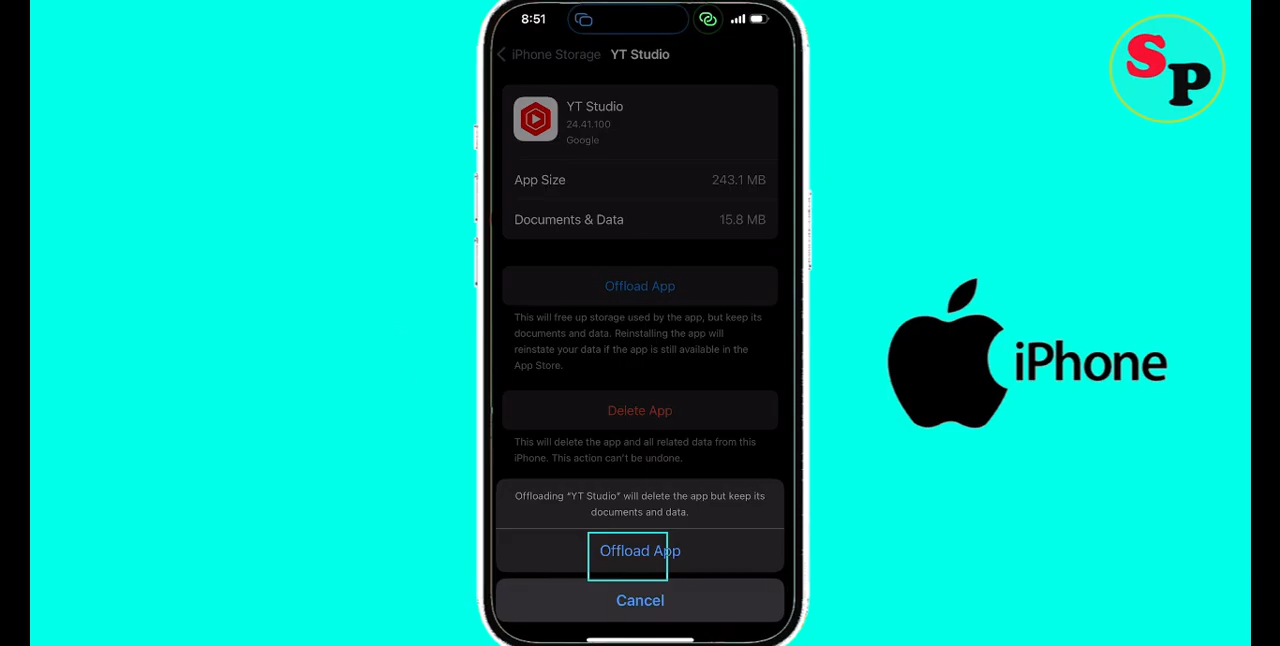 8:51
iPhone Storage YT Studio
YT Studio
24.41.100
Google
App Size 243.1 MB
Documents & Data 15.8 MB
Offload App
This will free up storage used by the app, but keep its
documents and data. Reinstalling the app will
reinstate your data if the app is still available in the
App Store.
Delete App
This will delete the app and all related data from this
iPhone. This action can't be undone.
Offloading “YT Studio” will delete the app but keep its
documents and data.
Offload App
Cancel
SP
iPhone